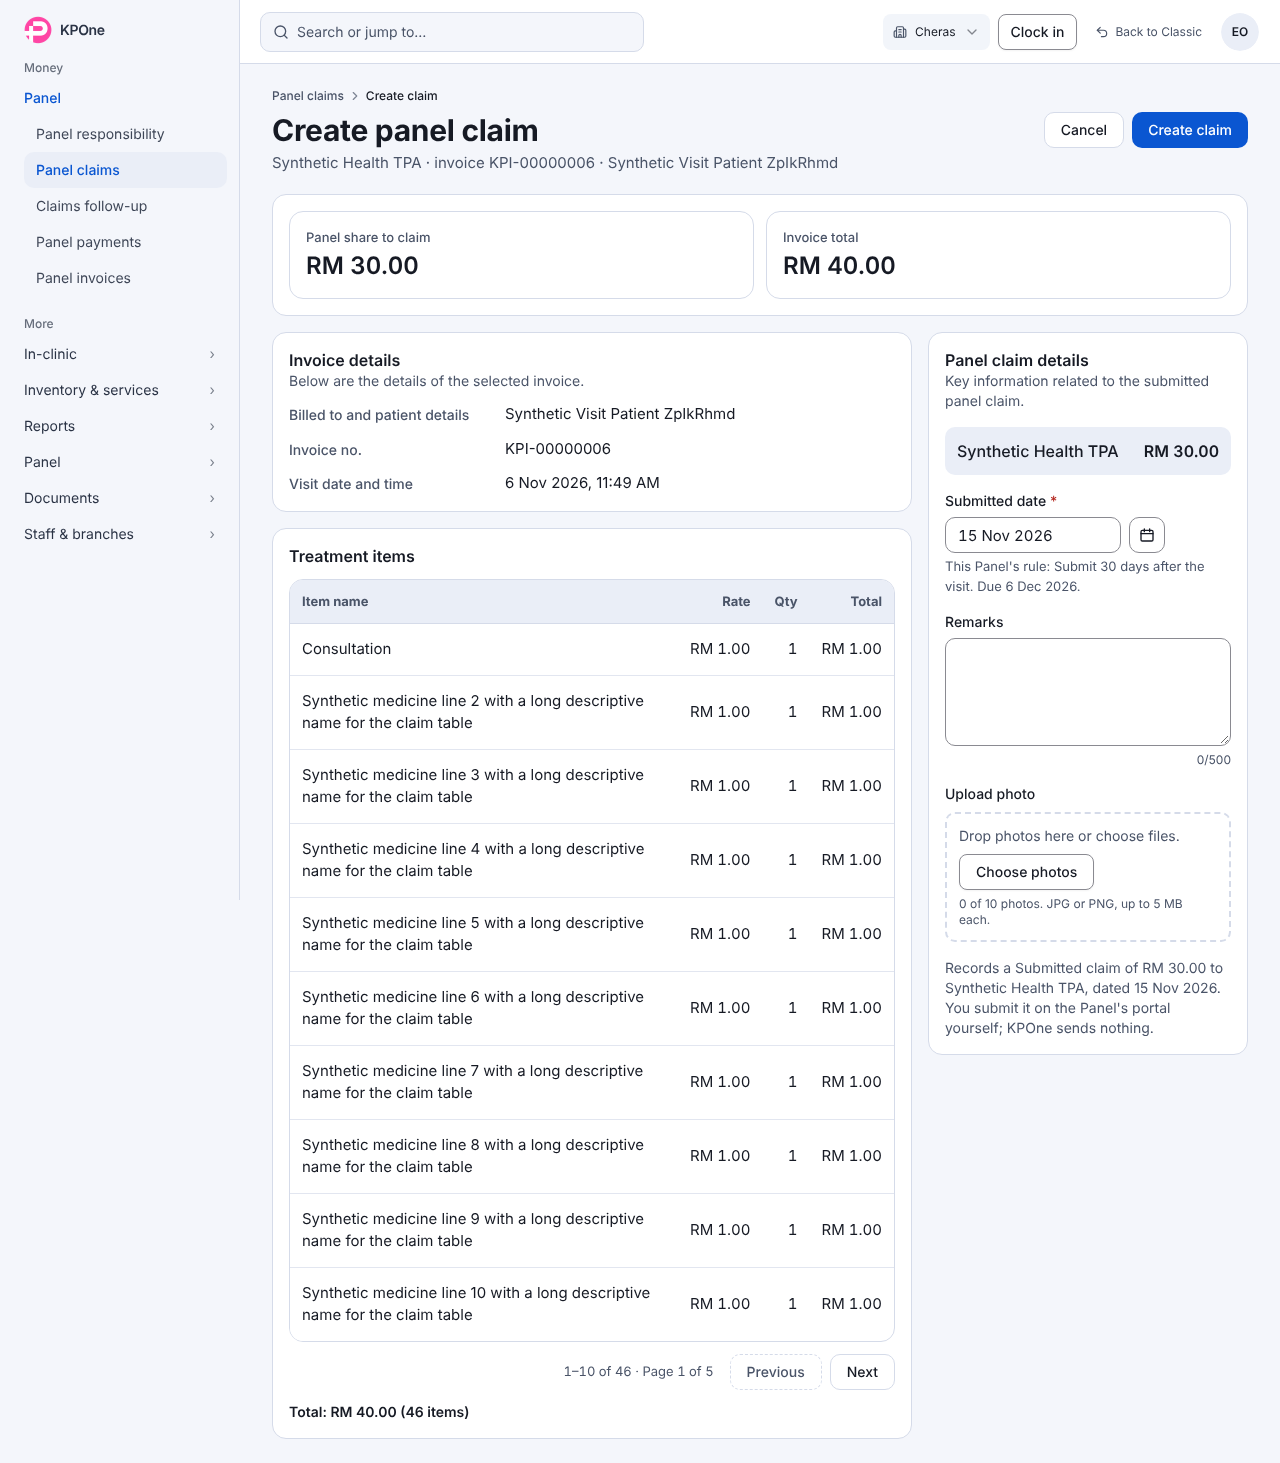 KPOne
Search or jump to...
Cheras
Clock in
Back to Classic
EO
Money
Panel
Panel responsibility
Panel claims
Claims follow-up
Panel payments
Panel invoices
More
In-clinic
Inventory & services
Reports
Panel
Documents
Staff & branches
Panel claims > Create claim
Create panel claim
Cancel
Create claim
Synthetic Health TPA · invoice KPI-00000006 · Synthetic Visit Patient ZpIkRhmd
Panel share to claim
RM 30.00
Invoice total
RM 40.00
Invoice details
Below are the details of the selected invoice.
Billed to and patient details Synthetic Visit Patient ZpIkRhmd
Invoice no. KPI-00000006
Visit date and time 6 Nov 2026, 11:49 AM
Treatment items
Item name Rate Qty Total
Consultation RM 1.00 1 RM 1.00
Synthetic medicine line 2 with a long descriptive
name for the claim table RM 1.00 1 RM 1.00
Synthetic medicine line 3 with a long descriptive
name for the claim table RM 1.00 1 RM 1.00
Synthetic medicine line 4 with a long descriptive
name for the claim table RM 1.00 1 RM 1.00
Synthetic medicine line 5 with a long descriptive
name for the claim table RM 1.00 1 RM 1.00
Synthetic medicine line 6 with a long descriptive
name for the claim table RM 1.00 1 RM 1.00
Synthetic medicine line 7 with a long descriptive
name for the claim table RM 1.00 1 RM 1.00
Synthetic medicine line 8 with a long descriptive
name for the claim table RM 1.00 1 RM 1.00
Synthetic medicine line 9 with a long descriptive
name for the claim table RM 1.00 1 RM 1.00
Synthetic medicine line 10 with a long descriptive
name for the claim table RM 1.00 1 RM 1.00
1–10 of 46 · Page 1 of 5
Previous
Next
Total: RM 40.00 (46 items)
Panel claim details
Key information related to the submitted
panel claim.
Synthetic Health TPA RM 30.00
Submitted date *
15 Nov 2026
This Panel's rule: Submit 30 days after the
visit. Due 6 Dec 2026.
Remarks
0/500
Upload photo
Drop photos here or choose files.
Choose photos
0 of 10 photos. JPG or PNG, up to 5 MB
each.
Records a Submitted claim of RM 30.00 to
Synthetic Health TPA, dated 15 Nov 2026.
You submit it on the Panel's portal
yourself; KPOne sends nothing.